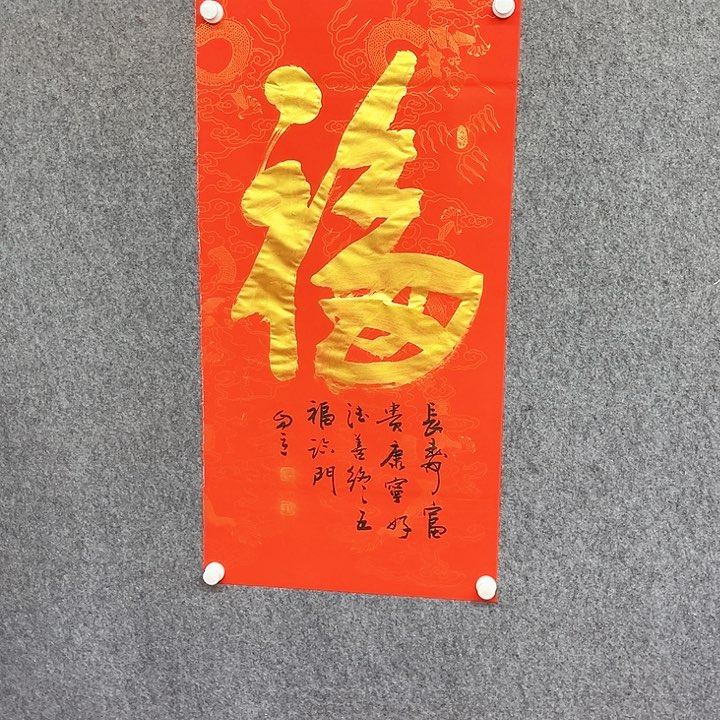 福
長壽富
貴康寧好
德善終五
福臨門